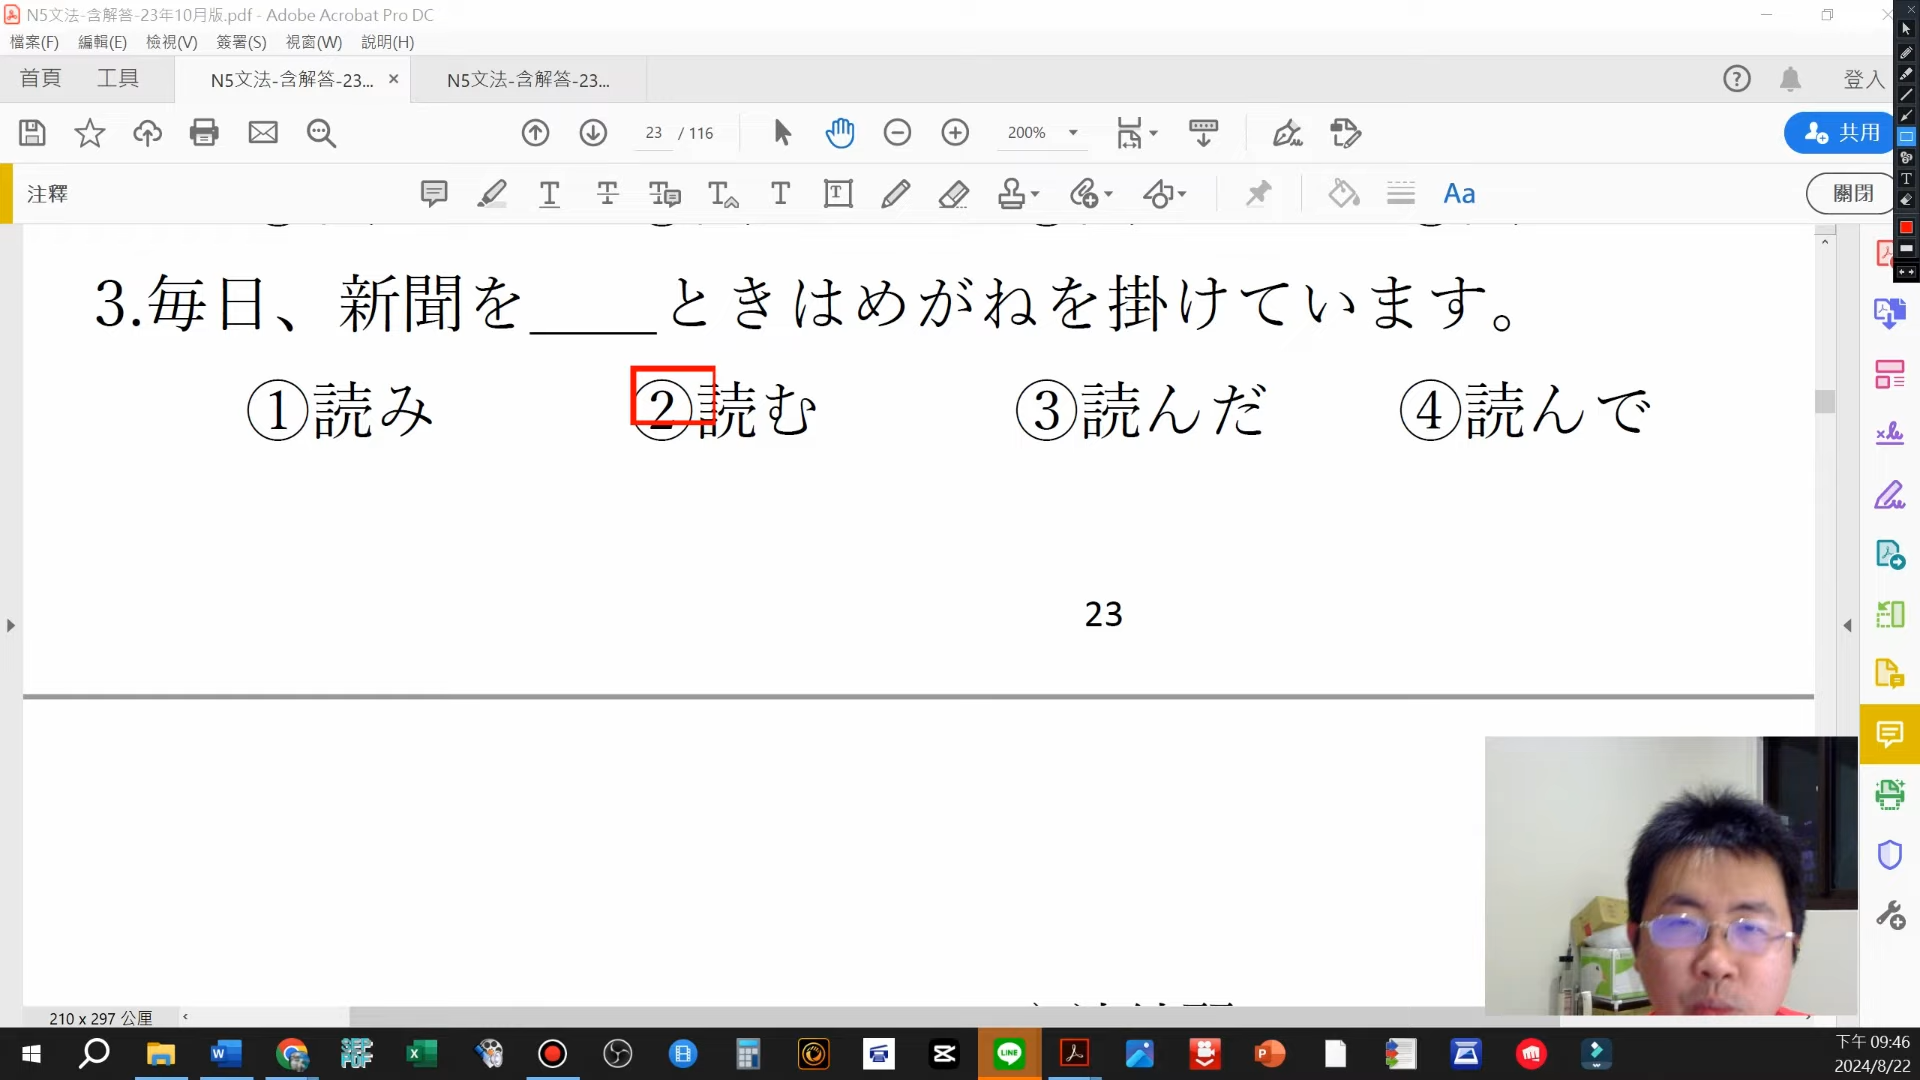 N5文法-含解答-23年10月版.pdf - Adobe Acrobat Pro DC
檔案(F) 編輯(E) 檢視(V) 簽署(S) 視窗(W) 說明(H)
首頁 工具 N5文法-含解答-23... × N5文法-含解答-23... 登入
23 / 116 200% 共用
注釋 Aa 關閉
3.毎日、新聞を____ときはめがねを掛けています。
①読み ②読む ③読んだ ④読んで
23
210 x 297 公厘
下午 09:46
2024/8/22